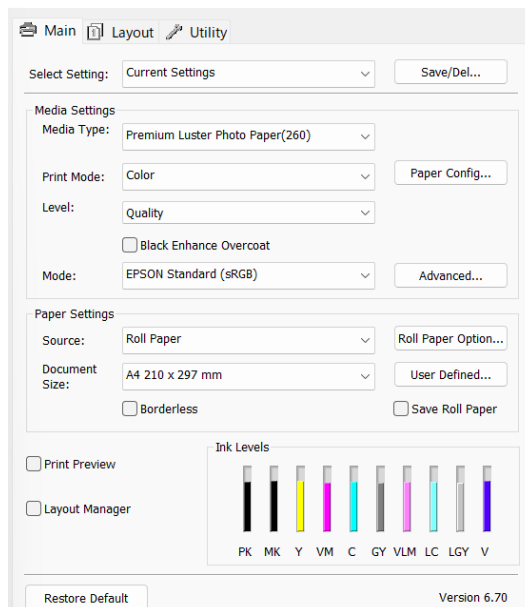 Main Layout Utility
Select Setting: Current Settings Save/Del...
Media Settings
Media Type: Premium Luster Photo Paper(260)
Print Mode: Color Paper Config...
Level: Quality
Black Enhance Overcoat
Mode: EPSON Standard (sRGB) Advanced...
Paper Settings
Source: Roll Paper Roll Paper Option...
Document
Size: A4 210 x 297 mm User Defined...
Borderless Save Roll Paper
Ink Levels
Print Preview
Layout Manager
PK MK Y VM C GY VLM LC LGY V
Restore Default Version 6.70